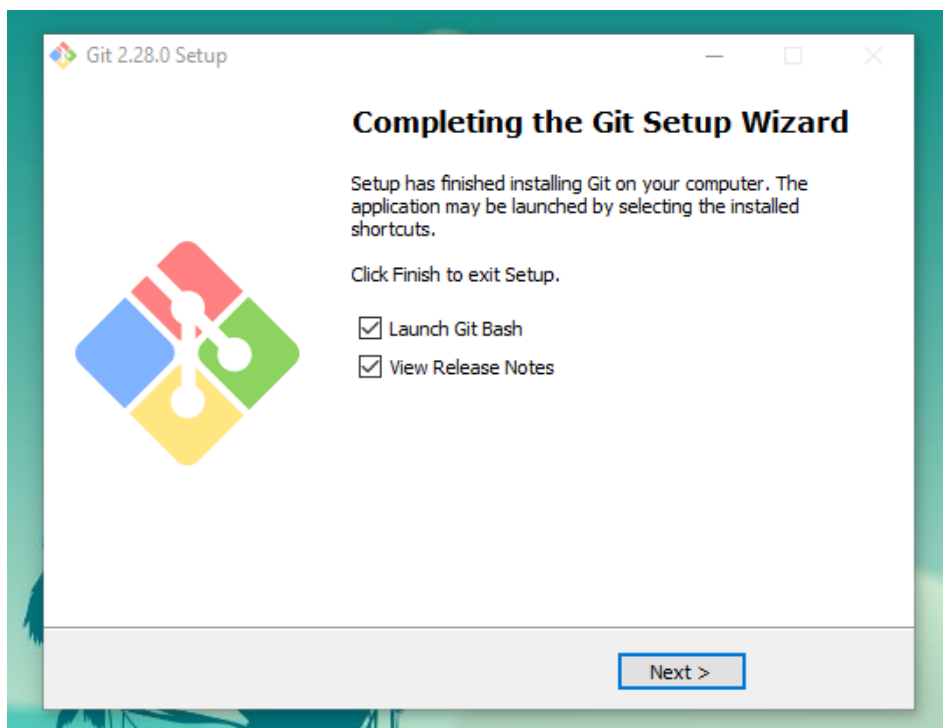 Git 2.28.0 Setup
Completing the Git Setup Wizard
Setup has finished installing Git on your computer. The
application may be launched by selecting the installed
shortcuts.
Click Finish to exit Setup.
Launch Git Bash
View Release Notes
Next >